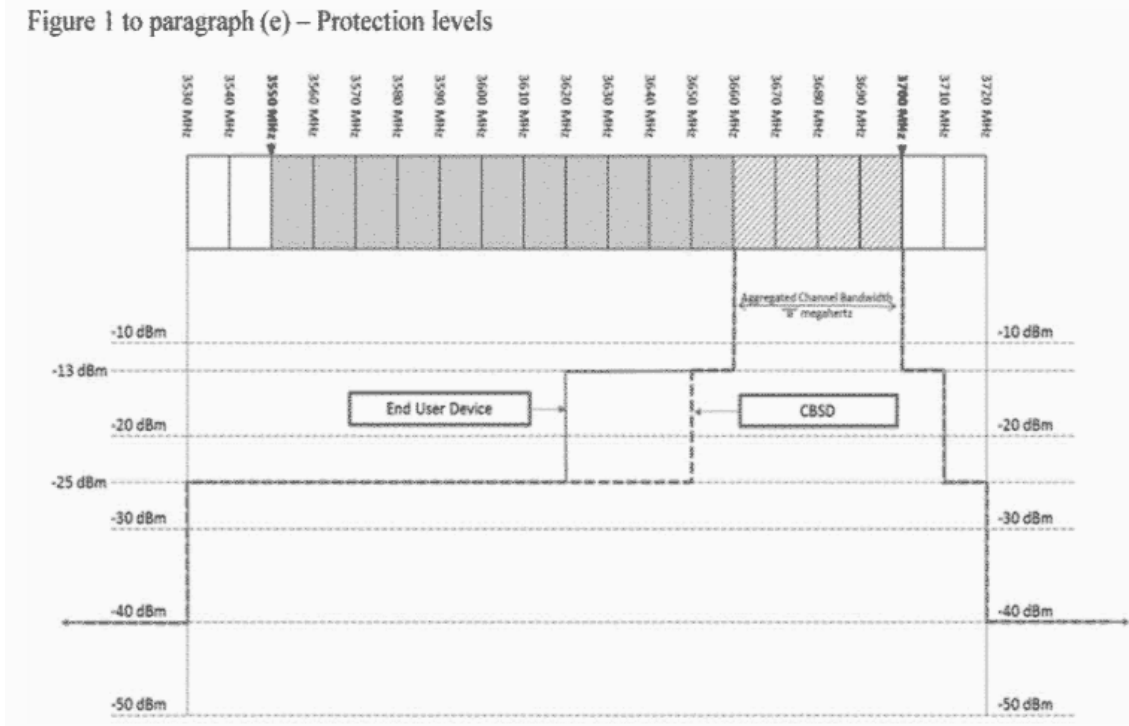 Figure 1 to paragraph (e) – Protection levels
3530 MHz
3540 MHz
3550 MHz
3560 MHz
3570 MHz
3580 MHz
3590 MHz
3600 MHz
3610 MHz
3620 MHz
3630 MHz
3640 MHz
3650 MHz
3660 MHz
3670 MHz
3680 MHz
3690 MHz
3700 MHz
3710 MHz
3720 MHz
Aggregated Channel Bandwidth
"B" megahertz
-10 dBm
-10 dBm
-13 dBm
End User Device
CBSD
-20 dBm
-20 dBm
-25 dBm
-30 dBm
-30 dBm
-40 dBm
-40 dBm
-50 dBm
-50 dBm